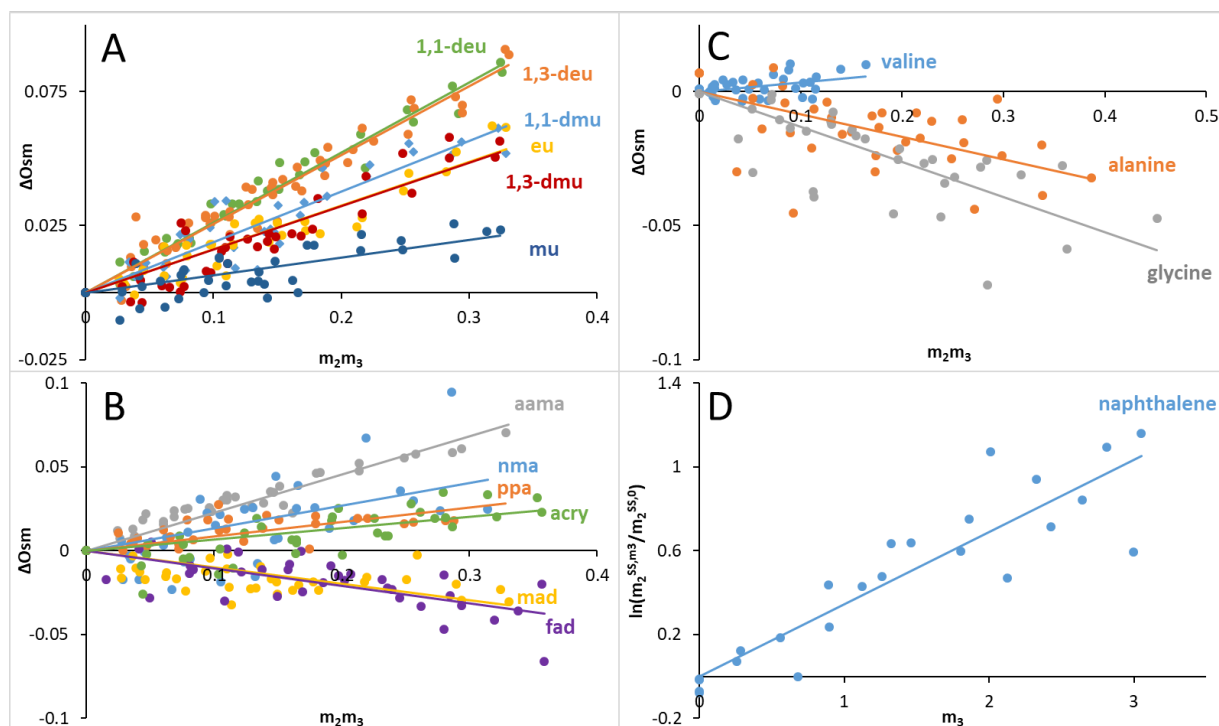 A
1,1-deu
1,3-deu
1,1-dmu
eu
1,3-dmu
mu
ΔOsm
0.075
0.025
-0.025
0 0.1 0.2 0.3 0.4
m₂m₃
C
valine
alanine
glycine
ΔOsm
0
-0.05
-0.1
0 0.1 0.2 0.3 0.4 0.5
m₂m₃
B
aama
nma
ppa
acry
mad
fad
ΔOsm
0.1
0.05
0
-0.05
-0.1
0 0.1 0.2 0.3 0.4
m₂m₃
D
naphthalene
ln(m₂ˢˢ,ᵐ³/m₂ˢˢ,⁰)
1.4
1
0.6
0.2
-0.2
0 1 2 3
m₃